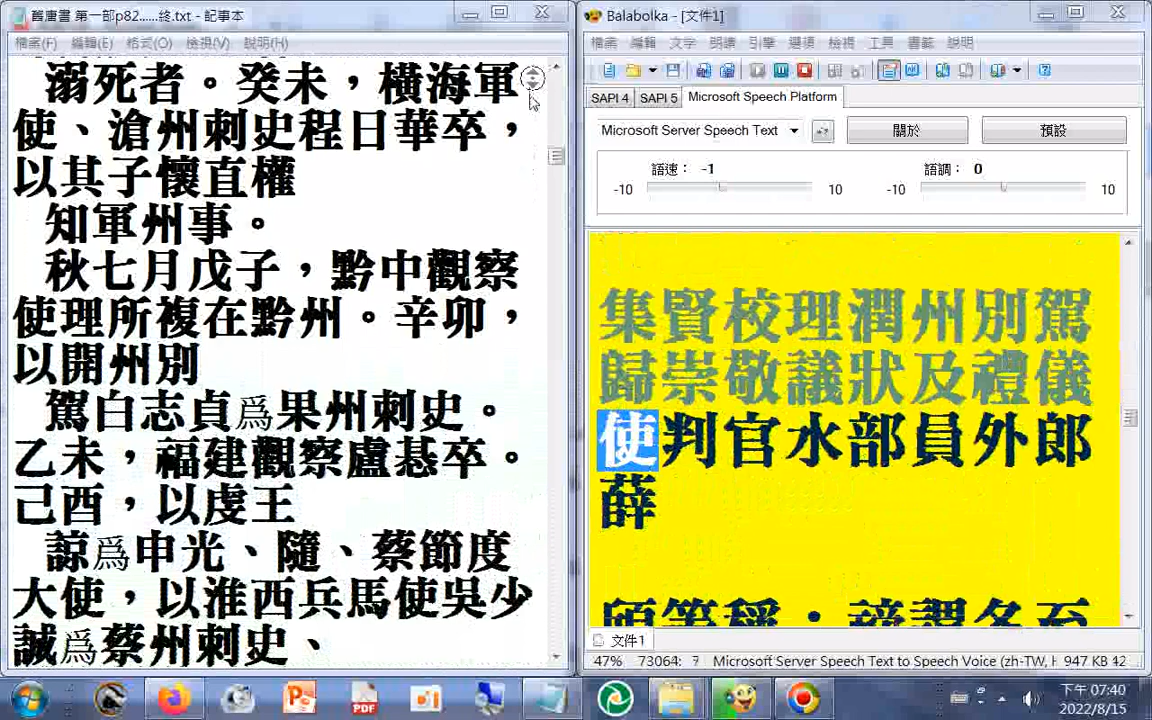 舊唐書 第一部p82......終.txt - 記事本
檔案(F) 編輯(E) 格式(O) 檢視(V) 說明(H)
溺死者。癸未，橫海軍
使、滄州刺史程日華卒，
以其子懷直權
知軍州事。
秋七月戊子，黔中觀察
使理所複在黔州。辛卯，
以開州別
駕白志貞爲果州刺史。
乙未，福建觀察盧惎卒。
己酉，以虔王
諒爲申光、隨、蔡節度
大使，以淮西兵馬使吳少
誠爲蔡州刺史、
Balabolka - [文件1]
檔案 編輯 文字 朗讀 引擎 選項 檢視 工具 書籤 說明
SAPI 4 SAPI 5 Microsoft Speech Platform
Microsoft Server Speech Text 關於 預設
語速： -1 語調： 0
-10 10 -10 10
集賢校理潤州別駕
歸崇敬議狀及禮儀
使判官水部員外郎
薛
頎等稱：禘謂冬至
文件1
47% 73064: ? Microsoft Server Speech Text to Speech Voice (zh-TW, H 947 KB 42
下午 07:40
2022/8/15